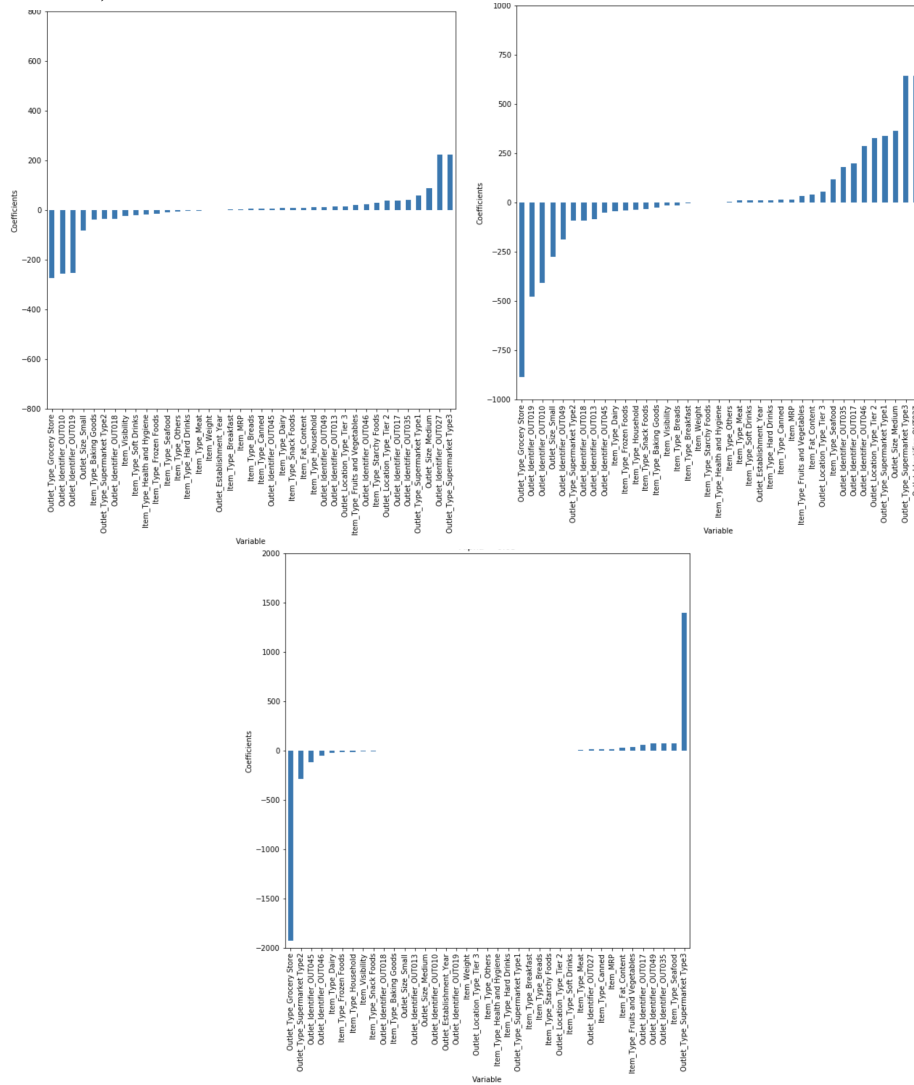 800
600
400
200
0
−200
−400
−600
−800
Coefficients
Outlet_Type_Grocery Store
Outlet_Identifier_OUT010
Outlet_Identifier_OUT019
Outlet_Size_Small
Item_Type_Baking Goods
Outlet_Type_Supermarket Type2
Outlet_Identifier_OUT018
Item_Visibility
Item_Type_Soft Drinks
Item_Type_Health and Hygiene
Item_Type_Frozen Foods
Item_Type_Seafood
Item_Type_Others
Item_Type_Hard Drinks
Item_Type_Meat
Item_Weight
Outlet_Establishment_Year
Item_Type_Breakfast
Item_MRP
Item_Type_Breads
Item_Type_Canned
Outlet_Identifier_OUT045
Item_Type_Dairy
Item_Type_Snack Foods
Item_Fat_Content
Item_Type_Household
Outlet_Identifier_OUT049
Outlet_Identifier_OUT013
Outlet_Location_Type_Tier 3
Item_Type_Fruits and Vegetables
Outlet_Identifier_OUT046
Item_Type_Starchy Foods
Outlet_Location_Type_Tier 2
Outlet_Identifier_OUT017
Outlet_Identifier_OUT035
Outlet_Type_Supermarket Type1
Outlet_Size_Medium
Outlet_Identifier_OUT027
Outlet_Type_Supermarket Type3
Variable
1000
750
500
250
0
−250
−500
−750
−1000
Coefficients
Outlet_Type_Grocery Store
Outlet_Identifier_OUT019
Outlet_Identifier_OUT010
Outlet_Size_Small
Outlet_Identifier_OUT049
Outlet_Type_Supermarket Type2
Outlet_Identifier_OUT018
Outlet_Identifier_OUT013
Outlet_Identifier_OUT045
Item_Type_Dairy
Item_Type_Frozen Foods
Item_Type_Household
Item_Type_Snack Foods
Item_Type_Baking Goods
Item_Visibility
Item_Type_Breads
Item_Type_Breakfast
Item_Weight
Item_Type_Starchy Foods
Item_Type_Health and Hygiene
Item_Type_Others
Item_Type_Meat
Item_Type_Soft Drinks
Outlet_Establishment_Year
Item_Type_Hard Drinks
Item_Type_Canned
Item_MRP
Item_Type_Fruits and Vegetables
Item_Fat_Content
Outlet_Location_Type_Tier 3
Item_Type_Seafood
Outlet_Identifier_OUT035
Outlet_Identifier_OUT017
Outlet_Identifier_OUT046
Outlet_Location_Type_Tier 2
Outlet_Type_Supermarket Type1
Outlet_Size_Medium
Outlet_Type_Supermarket Type3
Variable
2000
1500
1000
500
0
−500
−1000
−1500
−2000
Coefficients
Outlet_Type_Grocery Store
Outlet_Type_Supermarket Type2
Outlet_Identifier_OUT045
Outlet_Identifier_OUT046
Item_Type_Dairy
Item_Type_Frozen Foods
Item_Type_Household
Item_Visibility
Item_Type_Snack Foods
Outlet_Identifier_OUT018
Item_Type_Baking Goods
Outlet_Size_Small
Outlet_Identifier_OUT013
Outlet_Size_Medium
Outlet_Identifier_OUT010
Outlet_Establishment_Year
Outlet_Identifier_OUT019
Item_Weight
Outlet_Location_Type_Tier 3
Item_Type_Others
Item_Type_Health and Hygiene
Item_Type_Hard Drinks
Outlet_Type_Supermarket Type1
Item_Type_Breakfast
Item_Type_Breads
Item_Type_Starchy Foods
Outlet_Location_Type_Tier 2
Item_Type_Soft Drinks
Item_Type_Meat
Outlet_Identifier_OUT027
Item_Type_Canned
Item_MRP
Item_Fat_Content
Item_Type_Fruits and Vegetables
Outlet_Identifier_OUT017
Outlet_Identifier_OUT049
Outlet_Identifier_OUT035
Item_Type_Seafood
Outlet_Type_Supermarket Type3
Variable